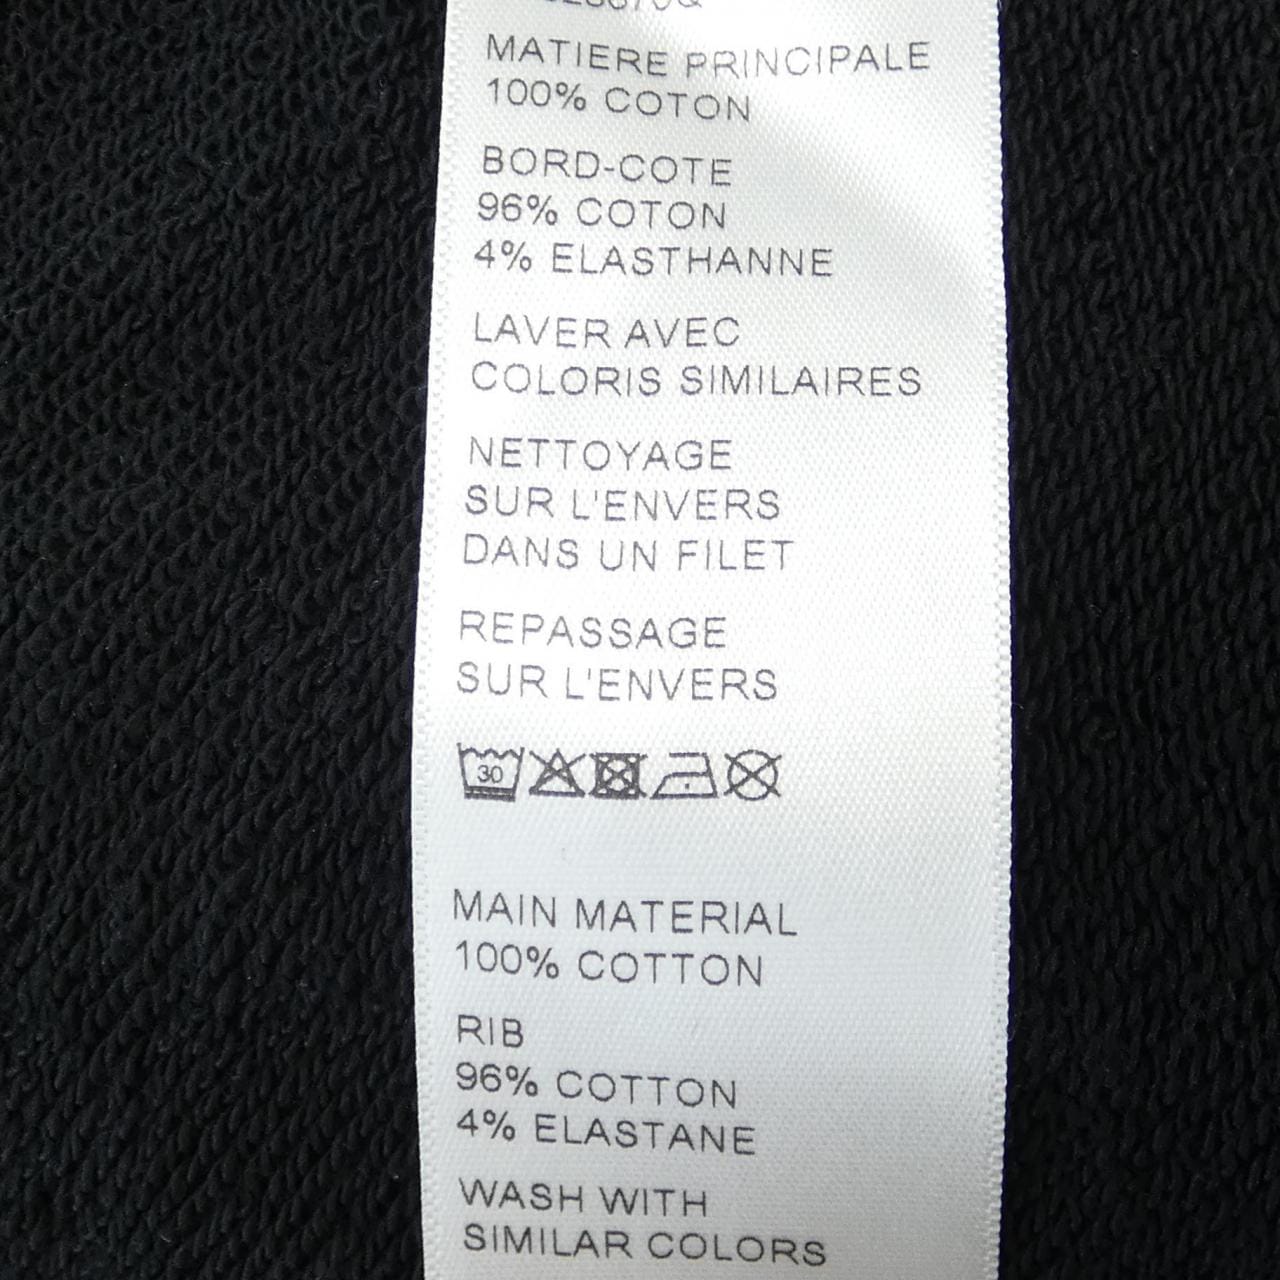 MATIERE PRINCIPALE
100% COTON
BORD-COTE
96% COTON
4% ELASTHANNE
LAVER AVEC
COLORIS SIMILAIRES
NETTOYAGE
SUR L'ENVERS
DANS UN FILET
REPASSAGE
SUR L'ENVERS
30
MAIN MATERIAL
100% COTTON
RIB
96% COTTON
4% ELASTANE
WASH WITH
SIMILAR COLORS